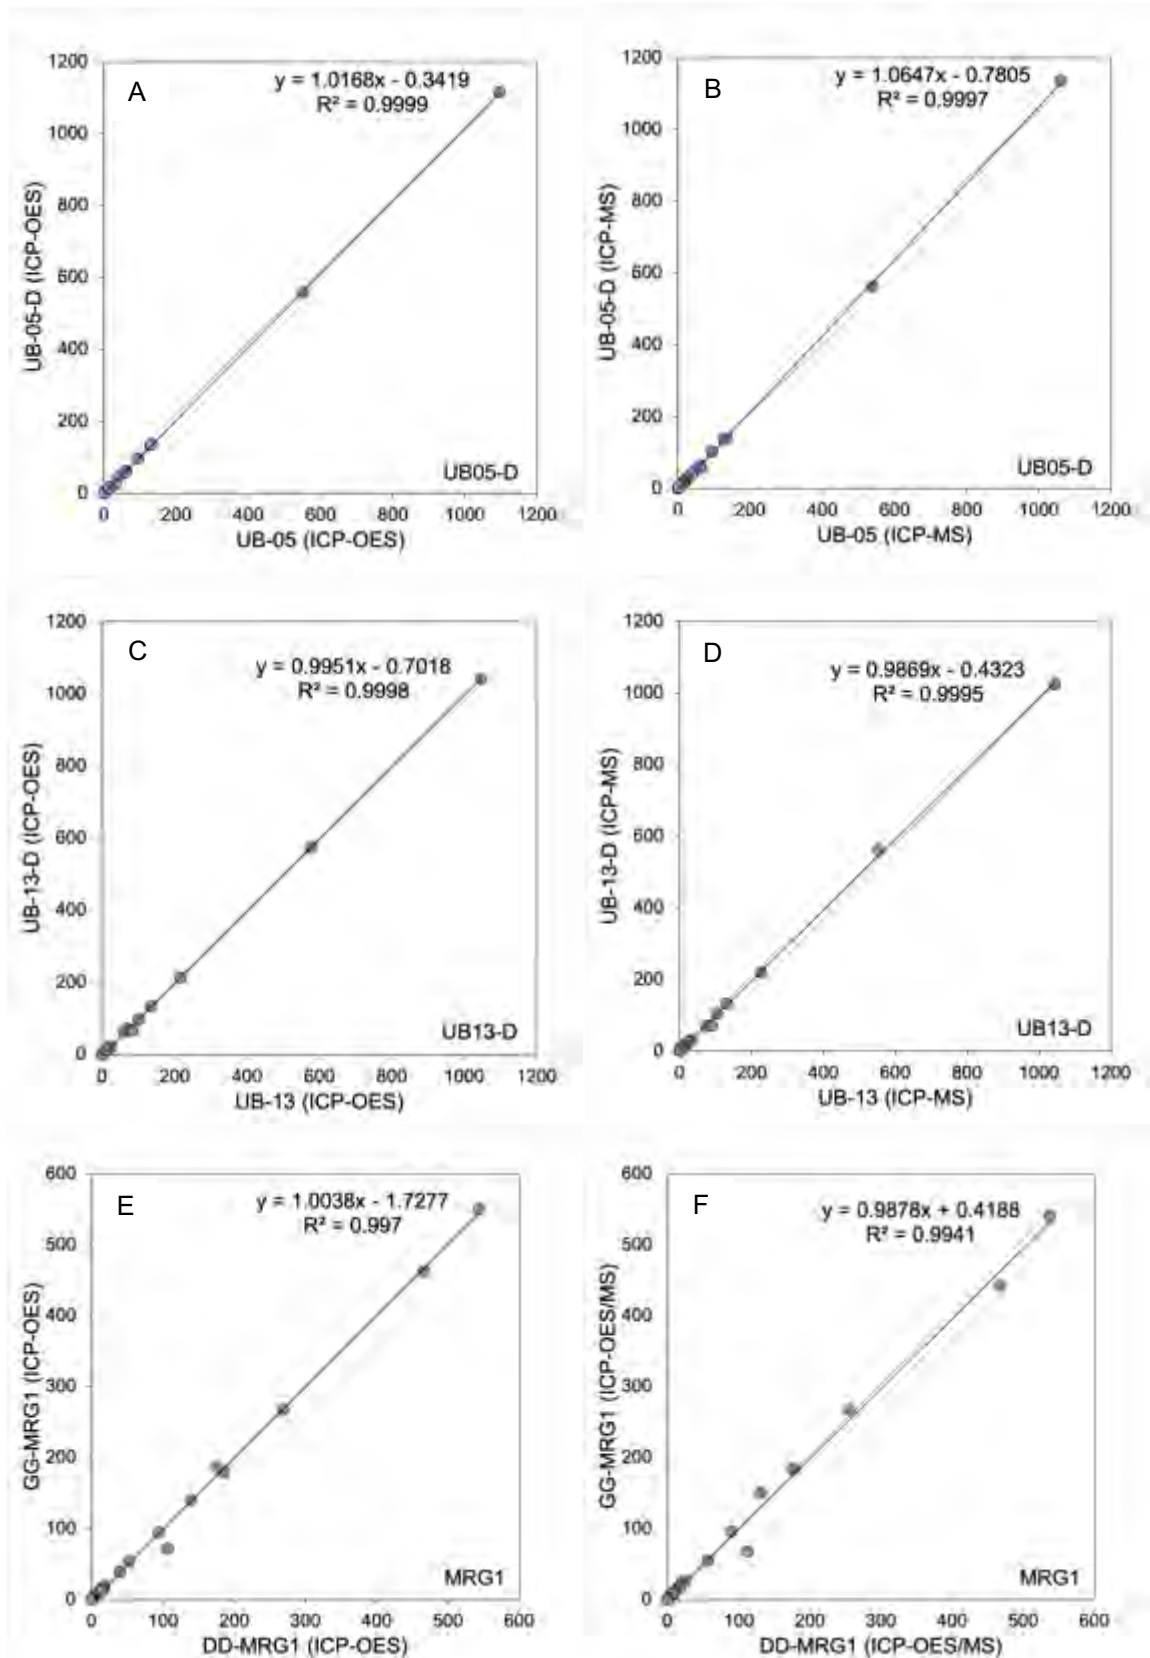 A
y = 1.0168x - 0.3419
R² = 0.9999
1200
1000
800
600
400
200
0
UB-05-D (ICP-OES)
UB05-D
0 200 400 600 800 1000 1200
UB-05 (ICP-OES)
B
y = 1.0647x - 0.7805
R² = 0.9997
1200
1000
800
600
400
200
0
UB-05-D (ICP-MS)
UB05-D
0 200 400 600 800 1000 1200
UB-05 (ICP-MS)
C
y = 0.9951x - 0.7018
R² = 0.9998
1200
1000
800
600
400
200
0
UB-13-D (ICP-OES)
UB13-D
0 200 400 600 800 1000 1200
UB-13 (ICP-OES)
D
y = 0.9869x - 0.4323
R² = 0.9995
1200
1000
800
600
400
200
0
UB-13-D (ICP-MS)
UB13-D
0 200 400 600 800 1000 1200
UB-13 (ICP-MS)
E
y = 1.0038x - 1.7277
R² = 0.997
600
500
400
300
200
100
0
GG-MRG1 (ICP-OES)
MRG1
0 100 200 300 400 500 600
DD-MRG1 (ICP-OES)
F
y = 0.9878x + 0.4188
R² = 0.9941
600
500
400
300
200
100
0
GG-MRG1 (ICP-OES/MS)
MRG1
0 100 200 300 400 500 600
DD-MRG1 (ICP-OES/MS)